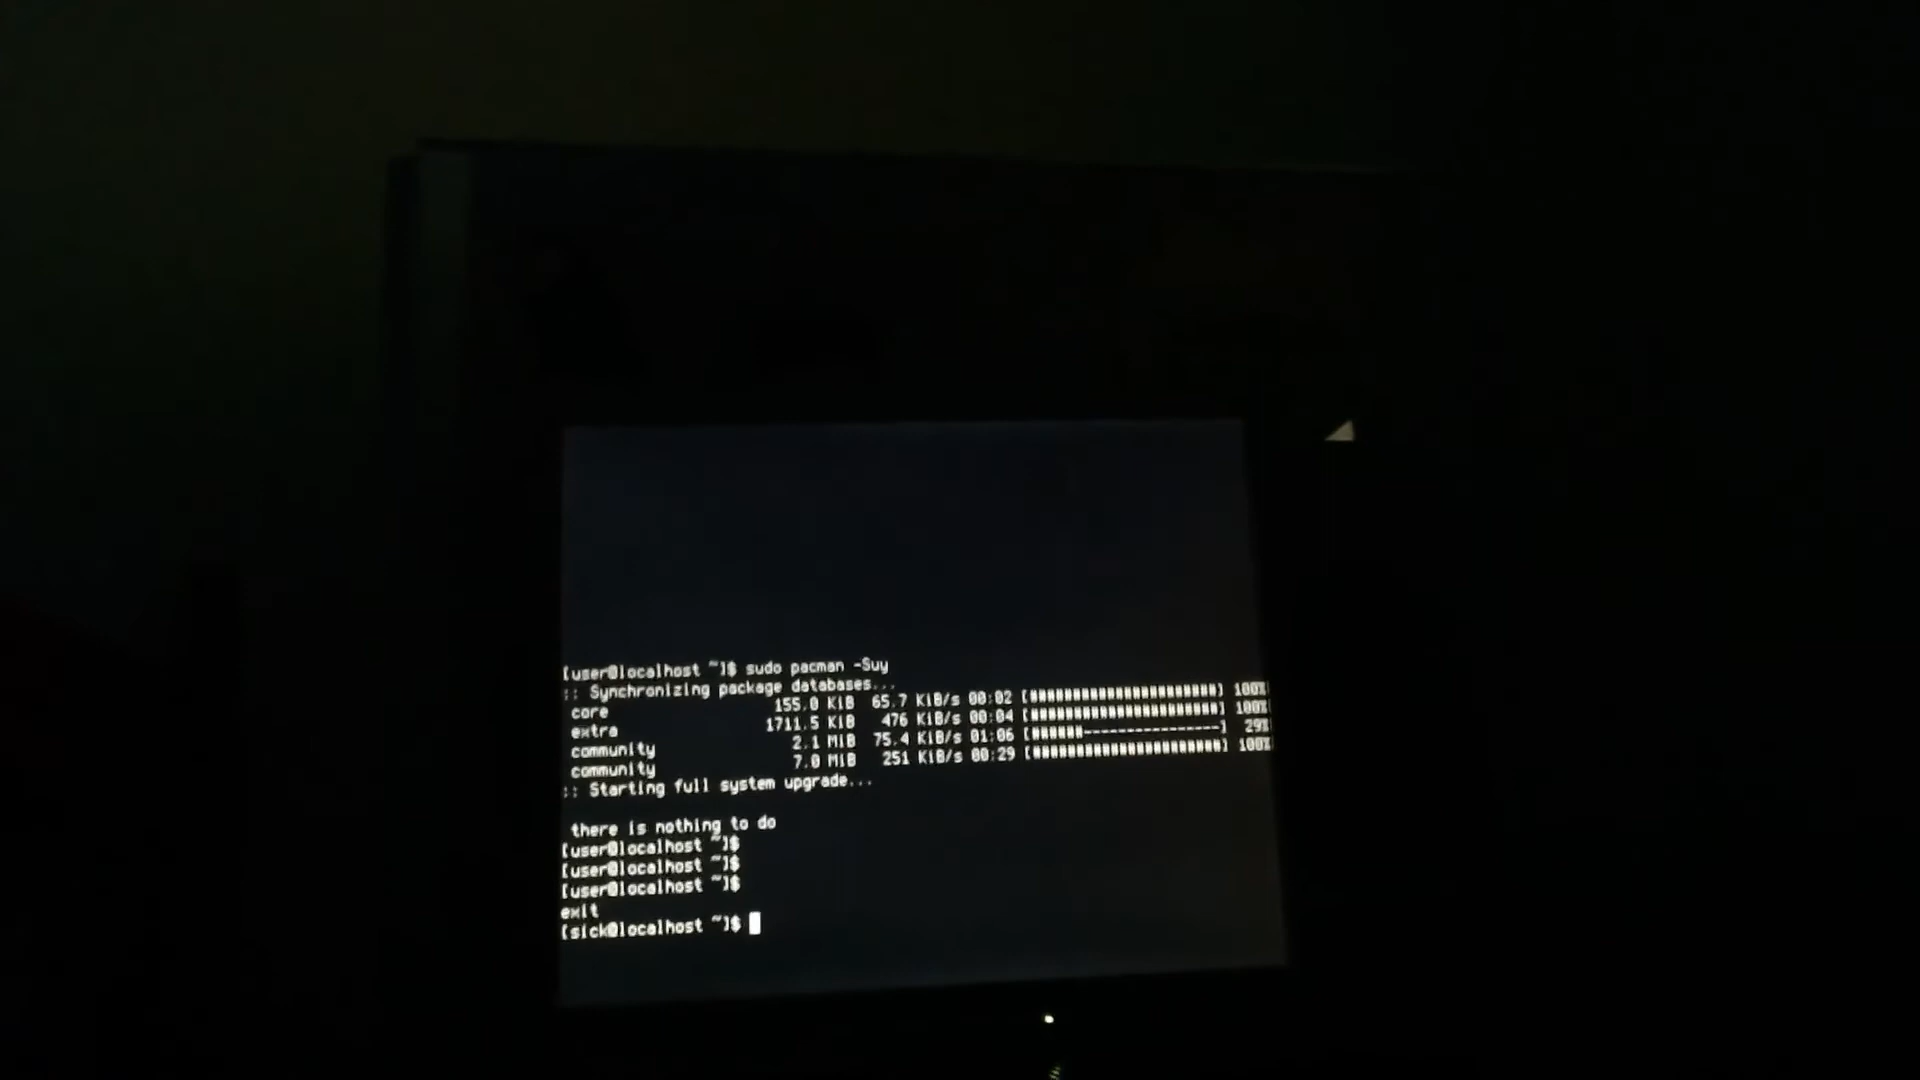 [user@localhost ~]$ sudo pacman -Suy
:: Synchronizing package databases...
core 155.0 KiB 65.7 KiB/s 00:02 [####################] 100%
extra 1711.5 KiB 476 KiB/s 00:04 [####################] 100%
community 2.1 MiB 75.4 KiB/s 01:06 [######---------------] 29%
community 7.0 MiB 251 KiB/s 00:29 [####################] 100%
:: Starting full system upgrade...
there is nothing to do
[user@localhost ~]$
[user@localhost ~]$
[user@localhost ~]$
exit
[sick@localhost ~]$